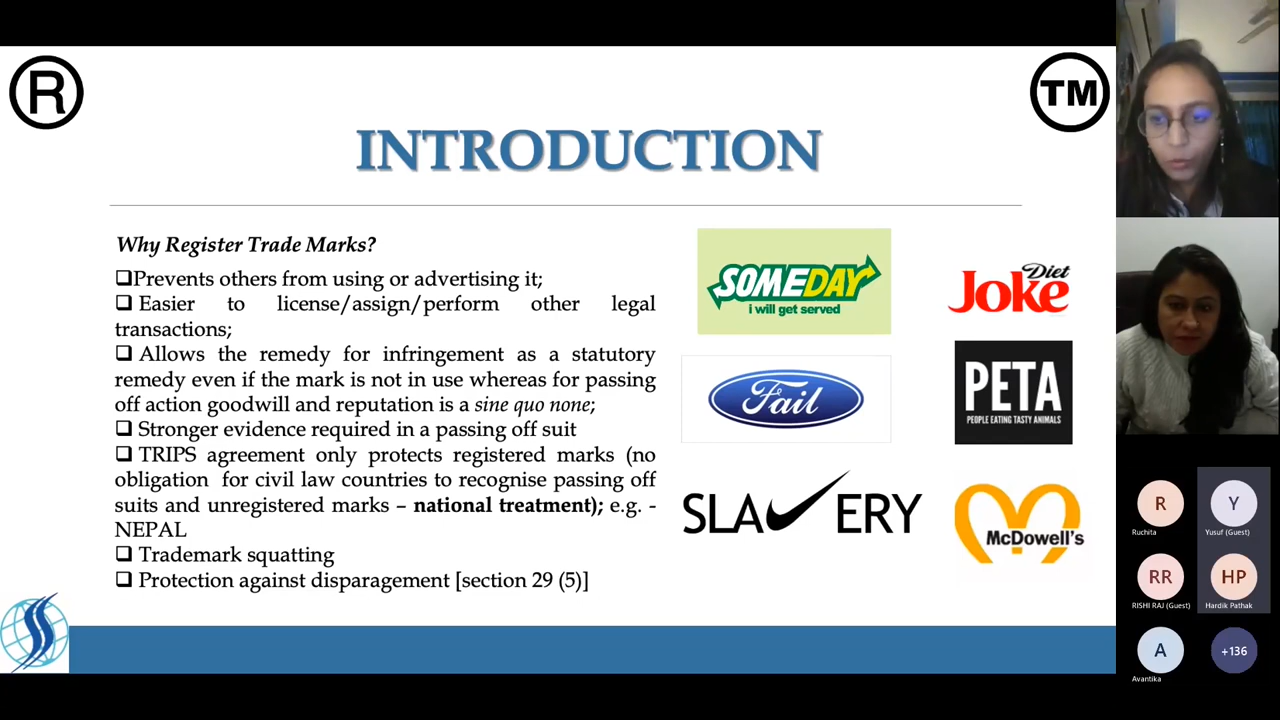 R
TM
INTRODUCTION
Why Register Trade Marks?
Prevents others from using or advertising it;
Easier to license/assign/perform other legal
transactions;
Allows the remedy for infringement as a statutory
remedy even if the mark is not in use whereas for passing
off action goodwill and reputation is a sine quo none;
Stronger evidence required in a passing off suit
TRIPS agreement only protects registered marks (no
obligation for civil law countries to recognise passing off
suits and unregistered marks – national treatment); e.g. -
NEPAL
Trademark squatting
Protection against disparagement [section 29 (5)]
SOMEDAY
i will get served
Diet
Joke
Fail
PETA
PEOPLE EATING TASTY ANIMALS
SLAVERY
McDowell's
R
Ruchita
Y
Yusuf (Guest)
RR
RISHI RAJ (Guest)
HP
Hardik Pathak
A
Avantika
+136